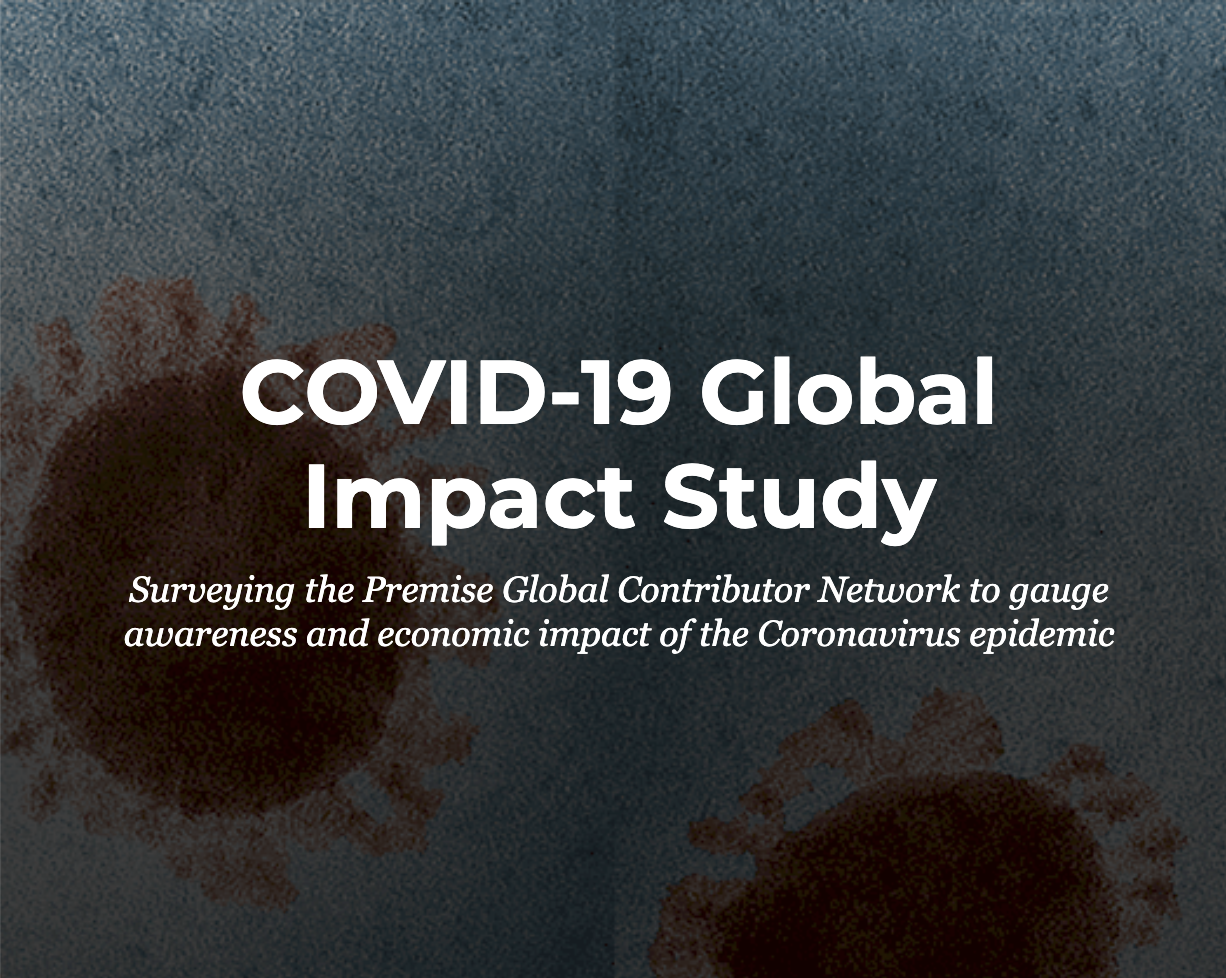 COVID-19 Global
Impact Study
Surveying the Premise Global Contributor Network to gauge
awareness and economic impact of the Coronavirus epidemic